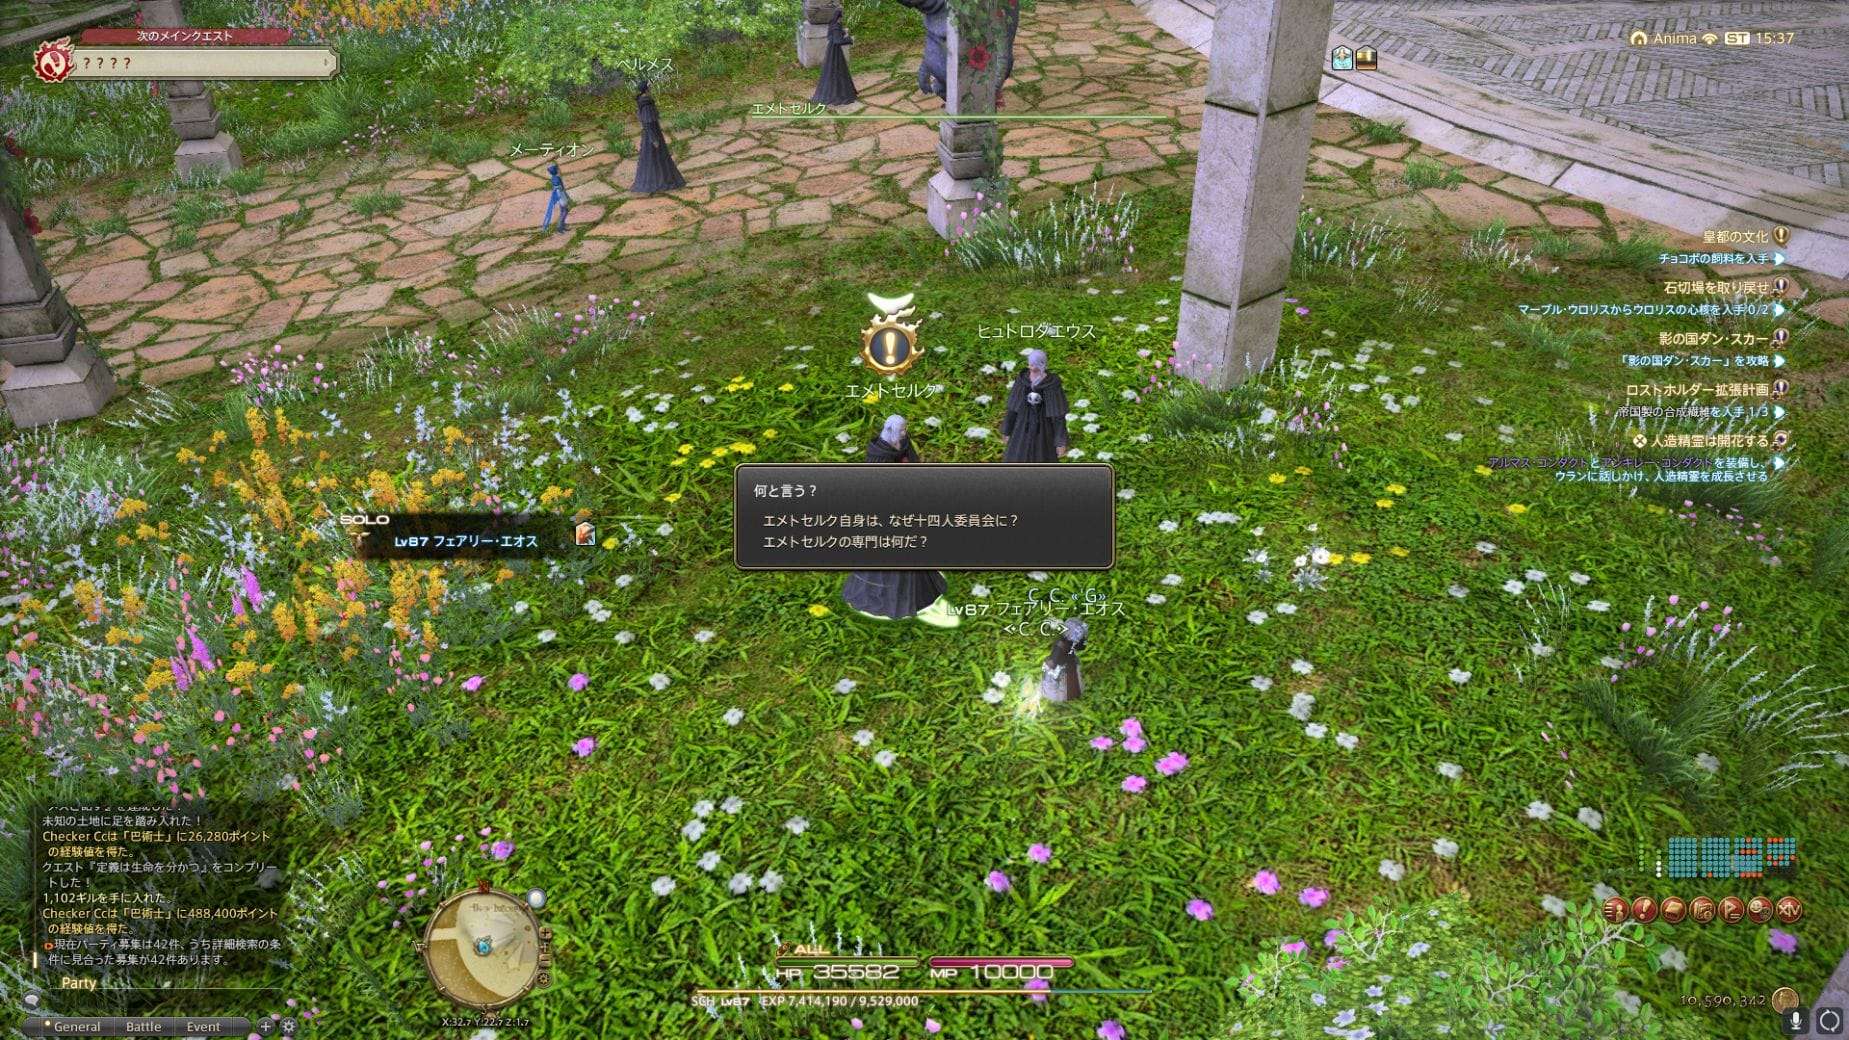 次のメインクエスト
????
Anima ST 15:37
ヘルメス
エメトセルク
メーティオン
皇都の文化
チョコボの飼料を入手
石切場を取り戻せ
マーブル・ウロリスからウロリスの心核を入手:0/2
影の国ダン・スカー
「影の国ダン・スカー」を攻略
ロストホルダー拡張計画
帝国製の合成繊維を入手:1/3
人造精霊は開花する
アルマス・コンダクトとアンキレー・コンダクトを装備し、
ウランに話しかけ、人造精霊を成長させる
ヒュトロダエウス
エメトセルク
何と言う？
エメトセルク自身は、なぜ十四人委員会に？
エメトセルクの専門は何だ？
SOLO
Lv87 フェアリー・エオス
C. C. «G»
Lv87 フェアリー・エオス
«C. C.»
未知の土地に足を踏み入れた！
Checker Ccは「巴術士」に26,280ポイント
の経験値を得た。
クエスト『定義は生命を分かつ』をコンプリー
トした！
1,102ギルを手に入れた。
Checker Ccは「巴術士」に488,400ポイント
の経験値を得た。
現在パーティ募集は42件、うち詳細検索の条
件に見合った募集が42件あります。
Party
General Battle Event
N
X:32.7 Y:22.7 Z:1.7
ALL
HP 35582 MP 10000
SCH Lv87 EXP 7,414,190 / 9,529,000
XIV
10,590,342